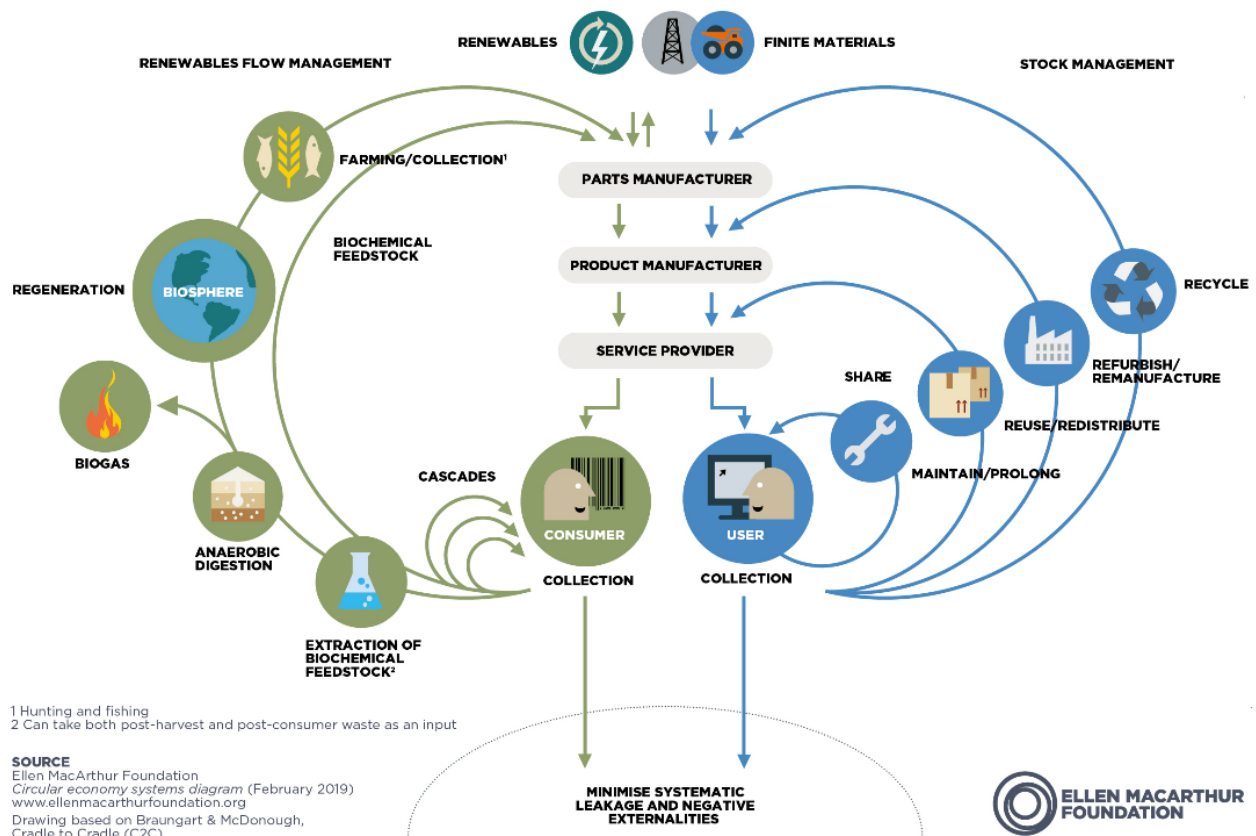 RENEWABLES
FINITE MATERIALS
RENEWABLES FLOW MANAGEMENT
STOCK MANAGEMENT
FARMING/COLLECTION¹
PARTS MANUFACTURER
BIOCHEMICAL
FEEDSTOCK
PRODUCT MANUFACTURER
REGENERATION
BIOSPHERE
RECYCLE
SERVICE PROVIDER
SHARE
REFURBISH/
REMANUFACTURE
REUSE/REDISTRIBUTE
BIOGAS
CASCADES
MAINTAIN/PROLONG
CONSUMER
USER
ANAEROBIC
DIGESTION
COLLECTION
COLLECTION
EXTRACTION OF
BIOCHEMICAL
FEEDSTOCK²
1 Hunting and fishing
2 Can take both post-harvest and post-consumer waste as an input
SOURCE
Ellen MacArthur Foundation
Circular economy systems diagram (February 2019)
www.ellenmacarthurfoundation.org
Drawing based on Braungart & McDonough,
Cradle to Cradle (C2C)
MINIMISE SYSTEMATIC
LEAKAGE AND NEGATIVE
EXTERNALITIES
ELLEN MACARTHUR
FOUNDATION